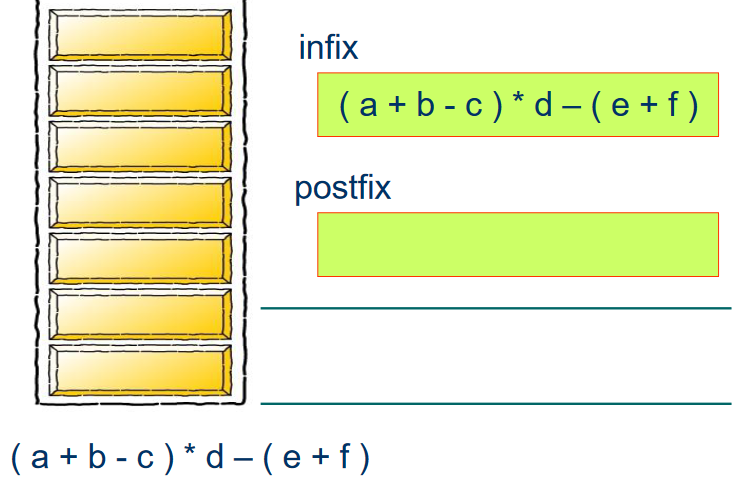 infix
( a + b - c ) * d – ( e + f )
postfix
( a + b - c ) * d – ( e + f )